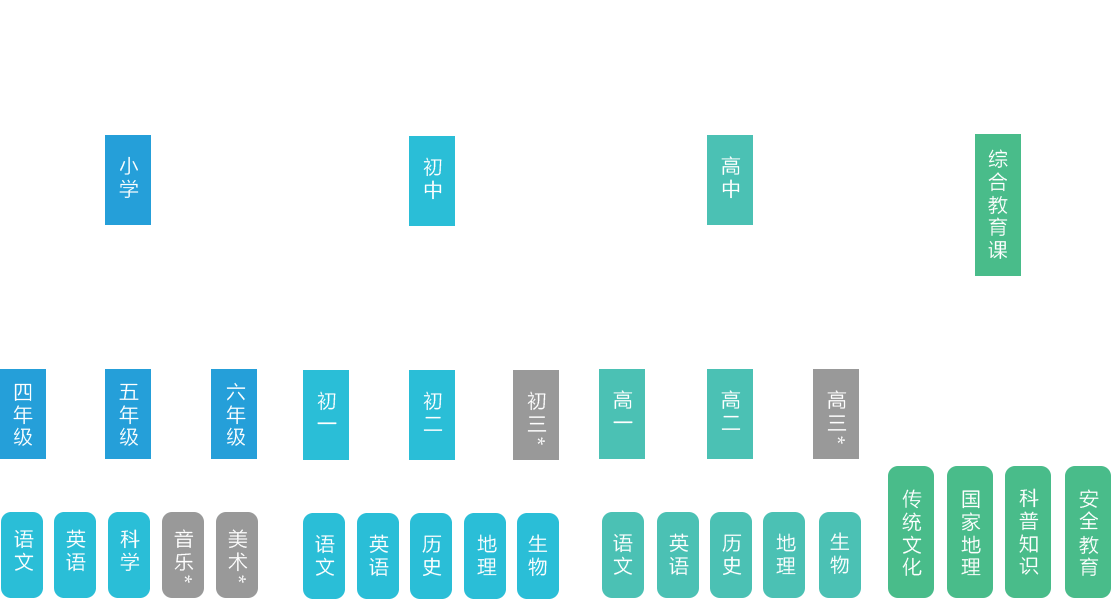 小学
初中
高中
综合教育课
四年级
五年级
六年级
初一
初二
初三*
高一
高二
高三*
语文
英语
科学
音乐*
美术*
语文
英语
历史
地理
生物
语文
英语
历史
地理
生物
传统文化
国家地理
科普知识
安全教育